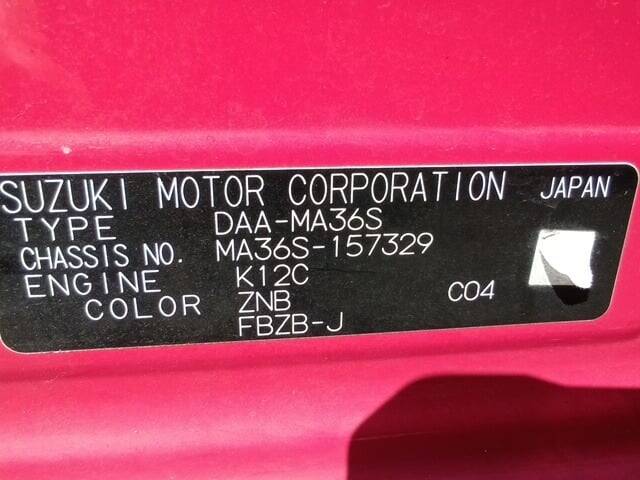 SUZUKI MOTOR CORPORATION JAPAN
TYPE DAA-MA36S
CHASSIS NO. MA36S-157329
ENGINE K12C
COLOR ZNB C04
FBZB-J